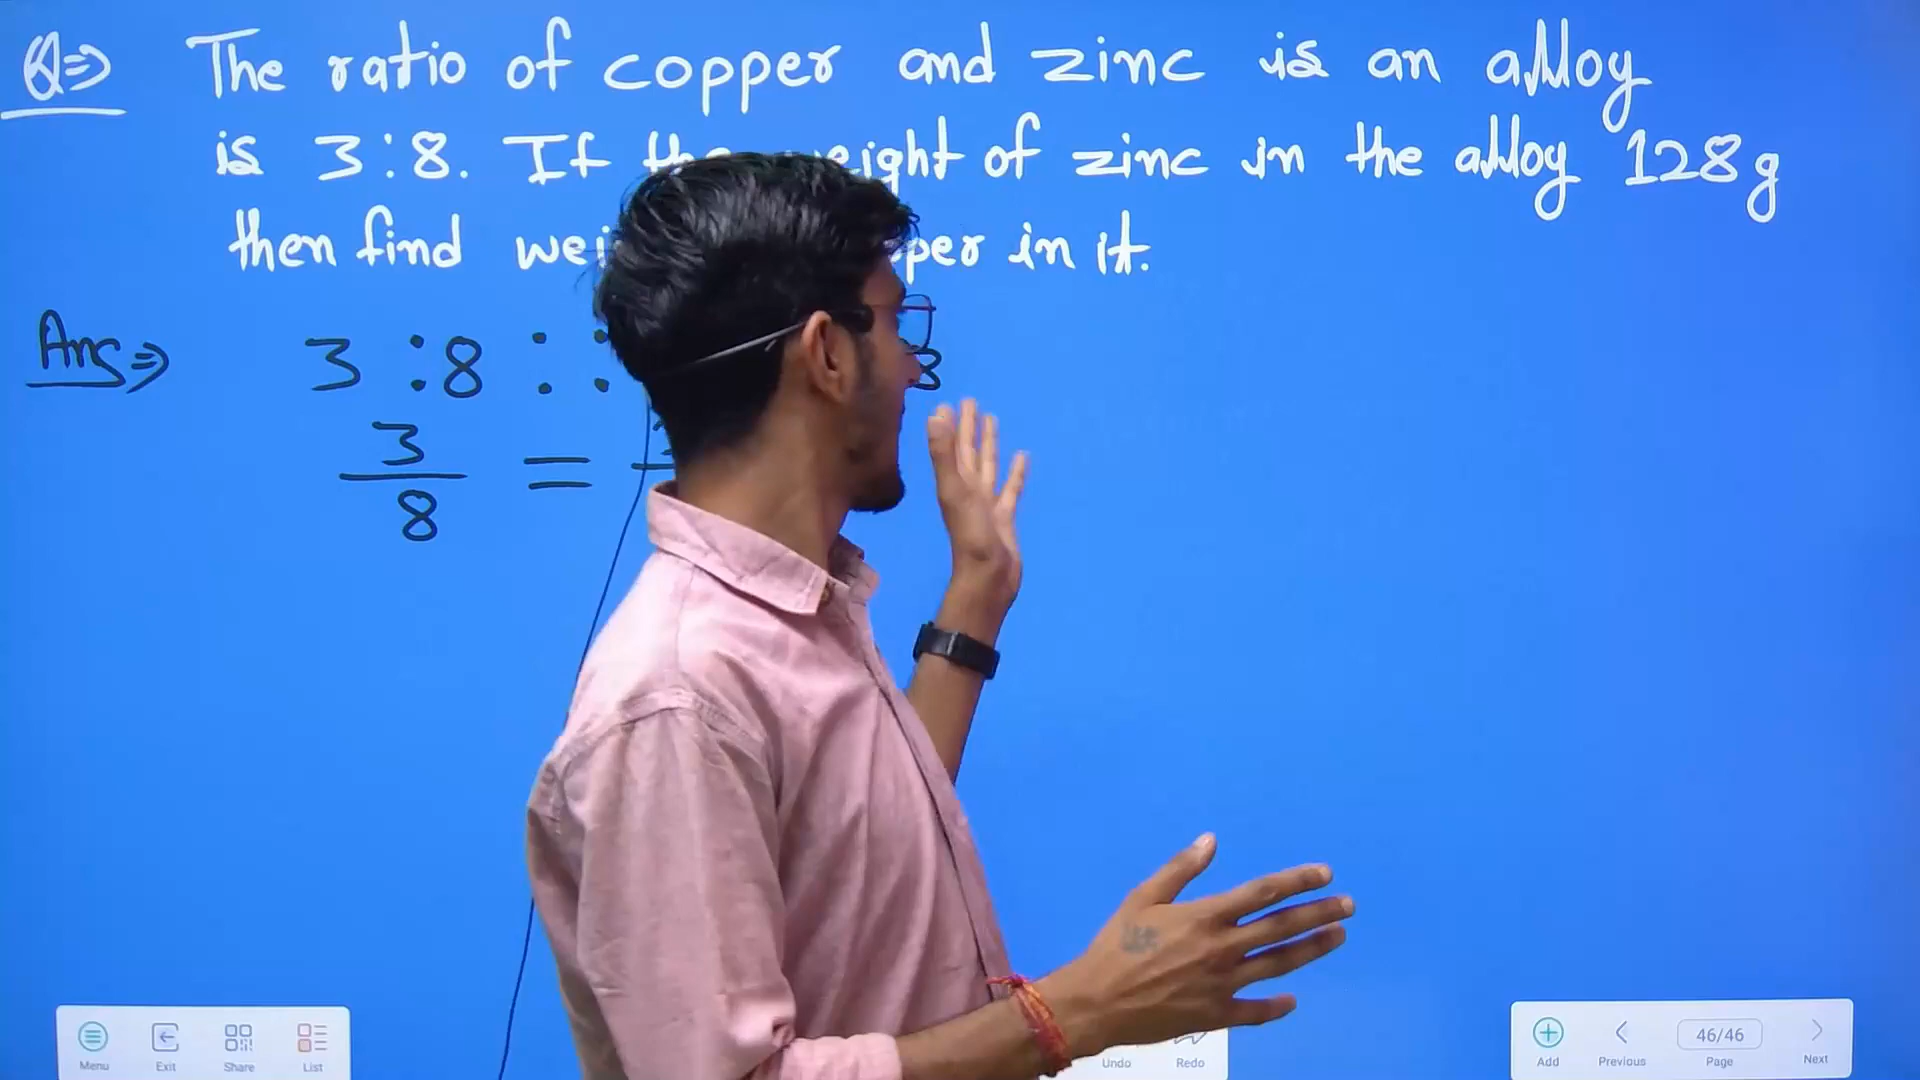 Q⇒ The ratio of copper and zinc is an alloy
is 3:8. If the weight of zinc in the alloy 128g
then find wei per in it.
Ans⇒ 3 : 8 : : 8
3
8
=
Menu Exit Share List Undo Redo Add Previous 46/46 Page Next